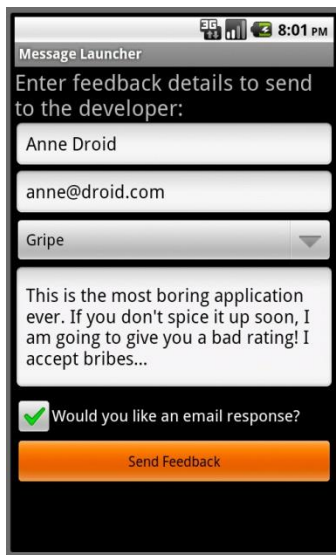 3G 8:01 PM
Message Launcher
Enter feedback details to send
to the developer:
Anne Droid
anne@droid.com
Gripe
This is the most boring application
ever. If you don't spice it up soon, I
am going to give you a bad rating! I
accept bribes...
Would you like an email response?
Send Feedback